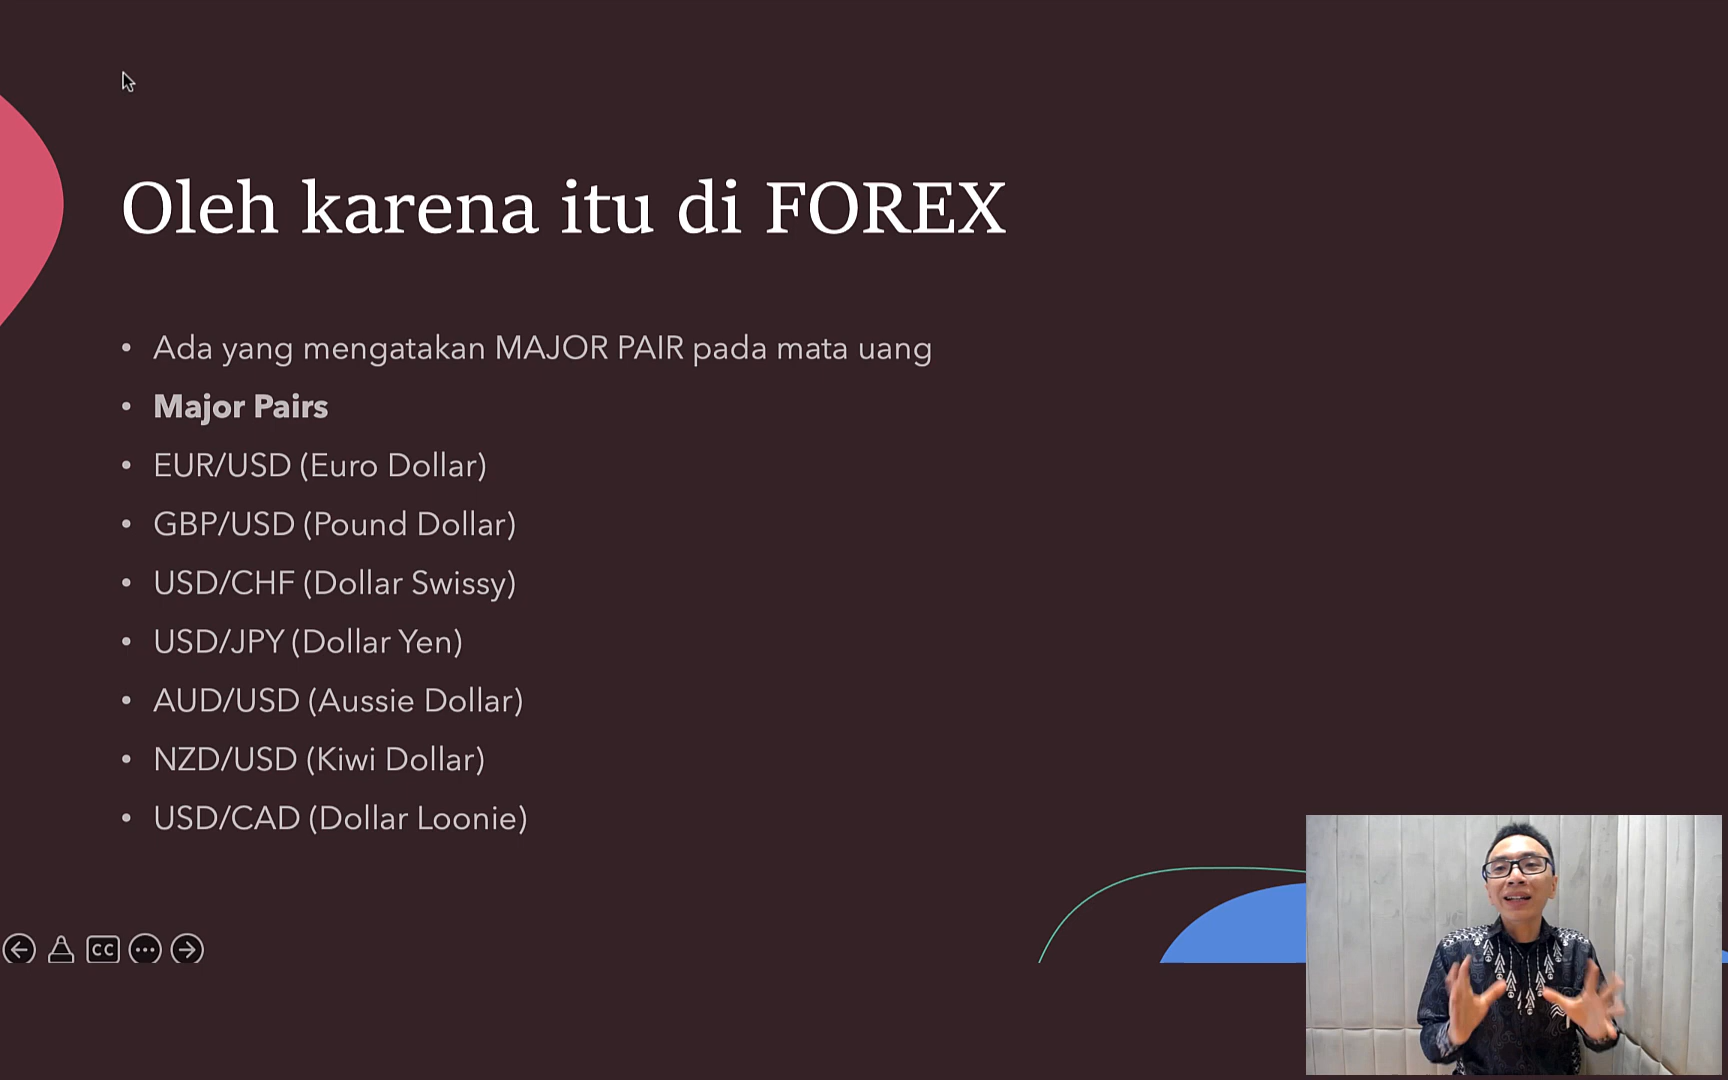 Oleh karena itu di FOREX
• Ada yang mengatakan MAJOR PAIR pada mata uang
• Major Pairs
• EUR/USD (Euro Dollar)
• GBP/USD (Pound Dollar)
• USD/CHF (Dollar Swissy)
• USD/JPY (Dollar Yen)
• AUD/USD (Aussie Dollar)
• NZD/USD (Kiwi Dollar)
• USD/CAD (Dollar Loonie)
CC